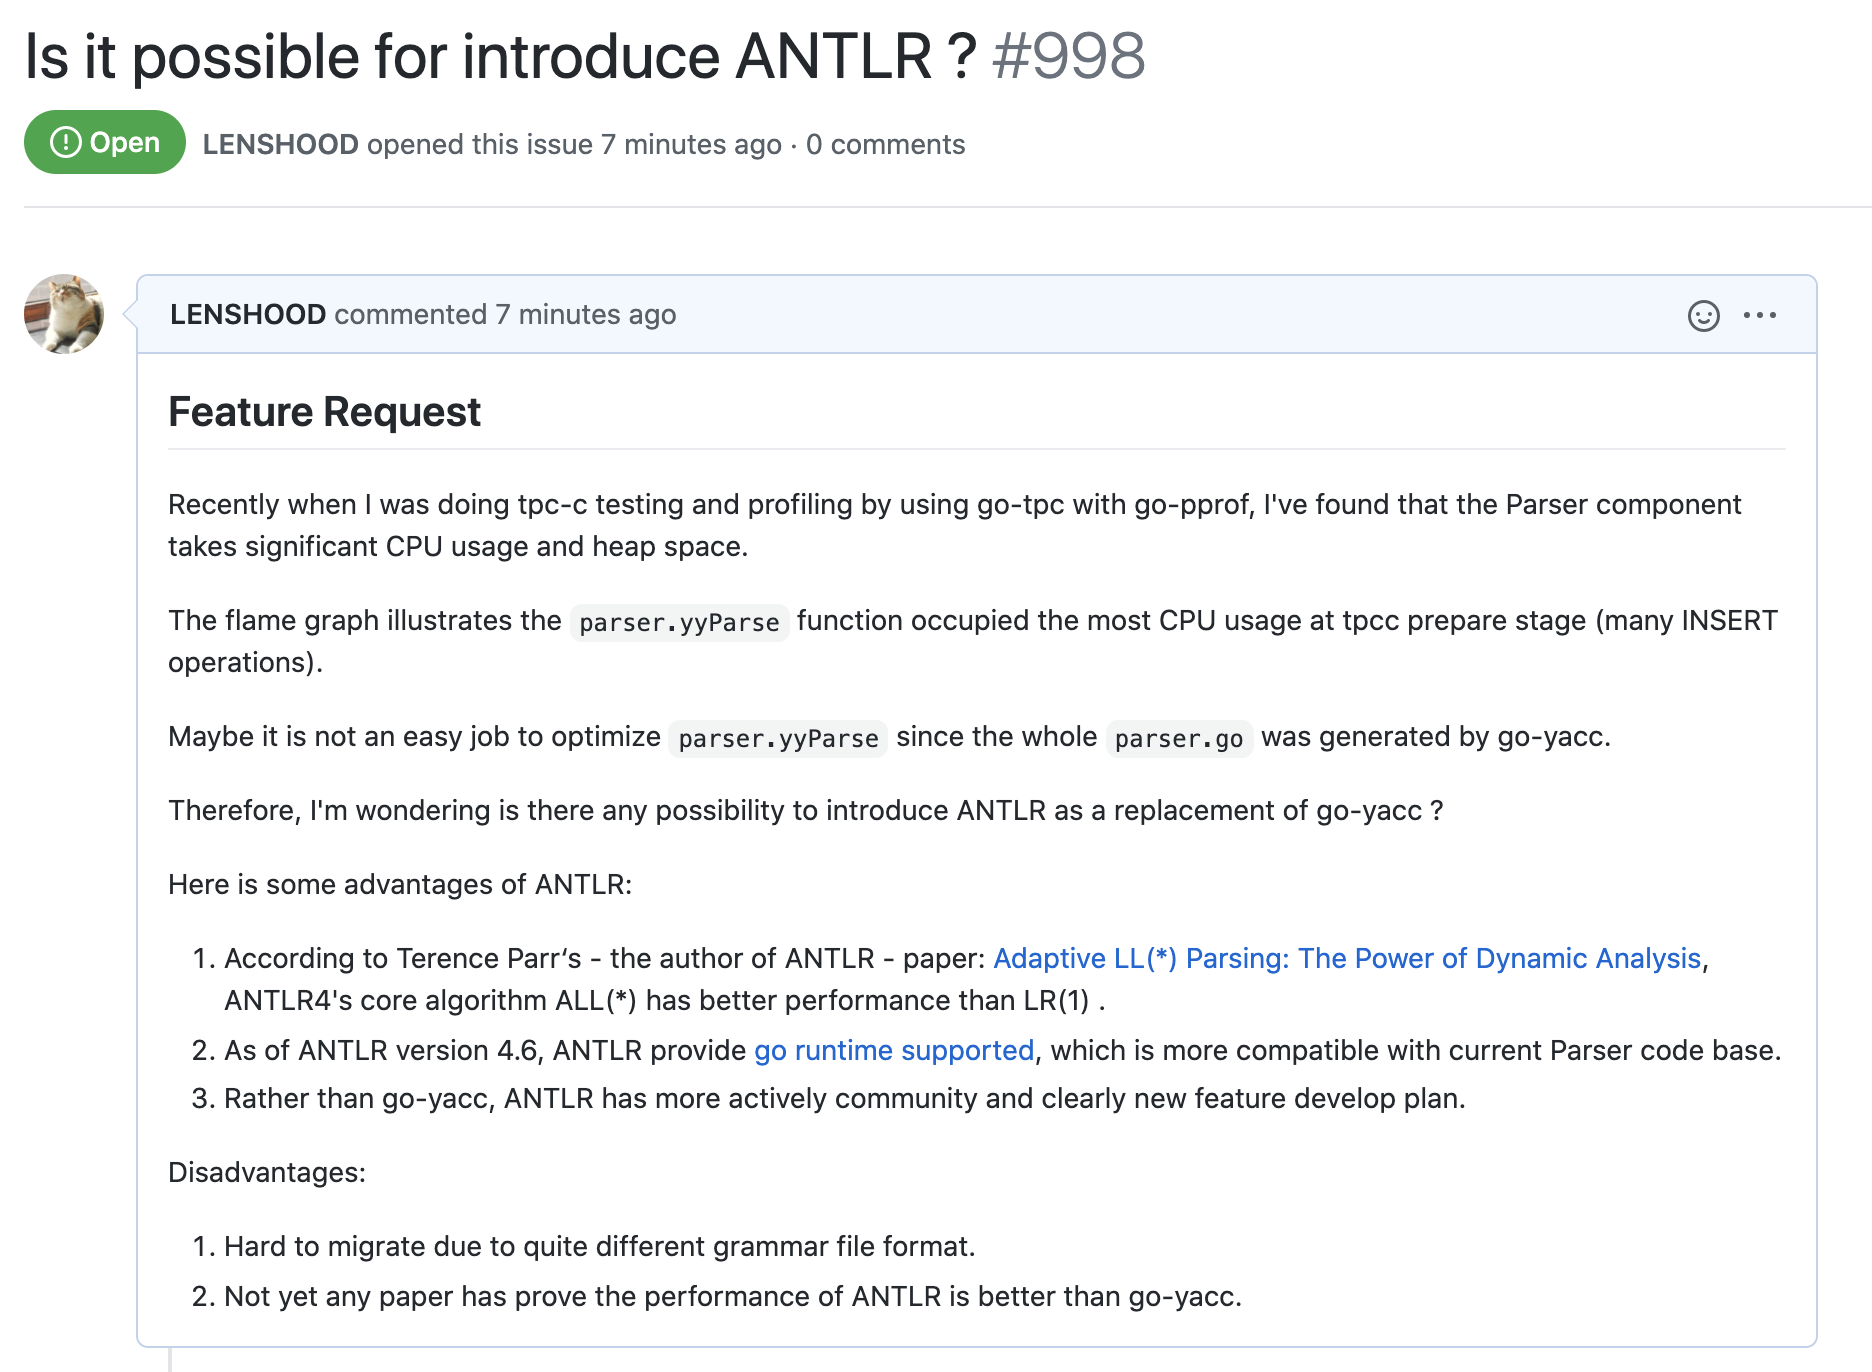 Is it possible for introduce ANTLR ? #998
Open LENSHOOD opened this issue 7 minutes ago · 0 comments
LENSHOOD commented 7 minutes ago
Feature Request
Recently when I was doing tpc-c testing and profiling by using go-tpc with go-pprof, I've found that the Parser component
takes significant CPU usage and heap space.
The flame graph illustrates the parser.yyParse function occupied the most CPU usage at tpcc prepare stage (many INSERT
operations).
Maybe it is not an easy job to optimize parser.yyParse since the whole parser.go was generated by go-yacc.
Therefore, I'm wondering is there any possibility to introduce ANTLR as a replacement of go-yacc ?
Here is some advantages of ANTLR:
1. According to Terence Parr‘s - the author of ANTLR - paper: Adaptive LL(*) Parsing: The Power of Dynamic Analysis,
ANTLR4's core algorithm ALL(*) has better performance than LR(1) .
2. As of ANTLR version 4.6, ANTLR provide go runtime supported, which is more compatible with current Parser code base.
3. Rather than go-yacc, ANTLR has more actively community and clearly new feature develop plan.
Disadvantages:
1. Hard to migrate due to quite different grammar file format.
2. Not yet any paper has prove the performance of ANTLR is better than go-yacc.